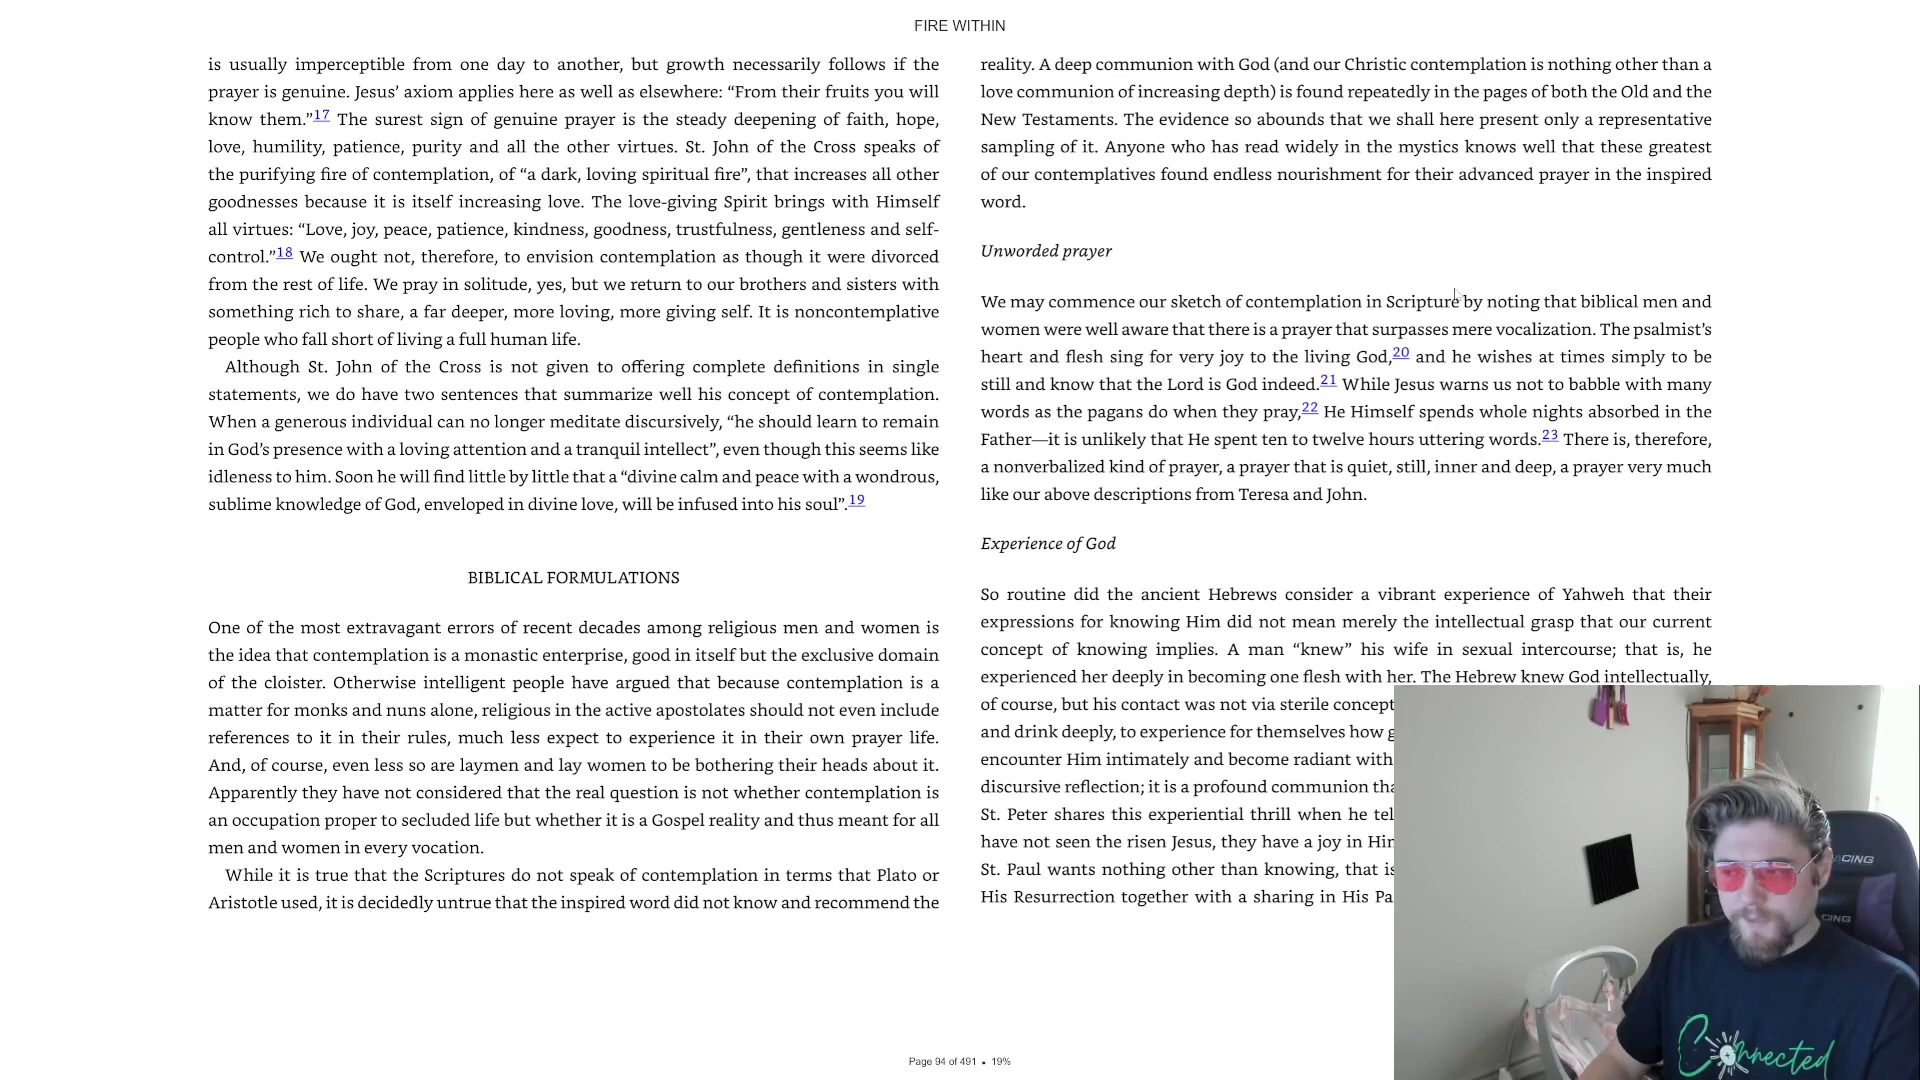 FIRE WITHIN
is usually imperceptible from one day to another, but growth necessarily follows if the
prayer is genuine. Jesus’ axiom applies here as well as elsewhere: “From their fruits you will
know them.”17 The surest sign of genuine prayer is the steady deepening of faith, hope,
love, humility, patience, purity and all the other virtues. St. John of the Cross speaks of
the purifying fire of contemplation, of “a dark, loving spiritual fire”, that increases all other
goodnesses because it is itself increasing love. The love-giving Spirit brings with Himself
all virtues: “Love, joy, peace, patience, kindness, goodness, trustfulness, gentleness and self-
control.”18 We ought not, therefore, to envision contemplation as though it were divorced
from the rest of life. We pray in solitude, yes, but we return to our brothers and sisters with
something rich to share, a far deeper, more loving, more giving self. It is noncontemplative
people who fall short of living a full human life.
Although St. John of the Cross is not given to offering complete definitions in single
statements, we do have two sentences that summarize well his concept of contemplation.
When a generous individual can no longer meditate discursively, “he should learn to remain
in God’s presence with a loving attention and a tranquil intellect”, even though this seems like
idleness to him. Soon he will find little by little that a “divine calm and peace with a wondrous,
sublime knowledge of God, enveloped in divine love, will be infused into his soul”.19
BIBLICAL FORMULATIONS
One of the most extravagant errors of recent decades among religious men and women is
the idea that contemplation is a monastic enterprise, good in itself but the exclusive domain
of the cloister. Otherwise intelligent people have argued that because contemplation is a
matter for monks and nuns alone, religious in the active apostolates should not even include
references to it in their rules, much less expect to experience it in their own prayer life.
And, of course, even less so are laymen and lay women to be bothering their heads about it.
Apparently they have not considered that the real question is not whether contemplation is
an occupation proper to secluded life but whether it is a Gospel reality and thus meant for all
men and women in every vocation.
While it is true that the Scriptures do not speak of contemplation in terms that Plato or
Aristotle used, it is decidedly untrue that the inspired word did not know and recommend the
reality. A deep communion with God (and our Christic contemplation is nothing other than a
love communion of increasing depth) is found repeatedly in the pages of both the Old and the
New Testaments. The evidence so abounds that we shall here present only a representative
sampling of it. Anyone who has read widely in the mystics knows well that these greatest
of our contemplatives found endless nourishment for their advanced prayer in the inspired
word.
Unworded prayer
We may commence our sketch of contemplation in Scripture by noting that biblical men and
women were well aware that there is a prayer that surpasses mere vocalization. The psalmist’s
heart and flesh sing for very joy to the living God,20 and he wishes at times simply to be
still and know that the Lord is God indeed.21 While Jesus warns us not to babble with many
words as the pagans do when they pray,22 He Himself spends whole nights absorbed in the
Father—it is unlikely that He spent ten to twelve hours uttering words.23 There is, therefore,
a nonverbalized kind of prayer, a prayer that is quiet, still, inner and deep, a prayer very much
like our above descriptions from Teresa and John.
Experience of God
So routine did the ancient Hebrews consider a vibrant experience of Yahweh that their
expressions for knowing Him did not mean merely the intellectual grasp that our current
concept of knowing implies. A man “knew” his wife in sexual intercourse; that is, he
experienced her deeply in becoming one flesh with her. The Hebrew knew God intellectually,
of course, but his contact was not via sterile concept
and drink deeply, to experience for themselves how g
encounter Him intimately and become radiant with
discursive reflection; it is a profound communion tha
St. Peter shares this experiential thrill when he tel
have not seen the risen Jesus, they have a joy in Hi
St. Paul wants nothing other than knowing, that is
His Resurrection together with a sharing in His Pa
Page 94 of 491 • 19%
ACING
CING
Connected